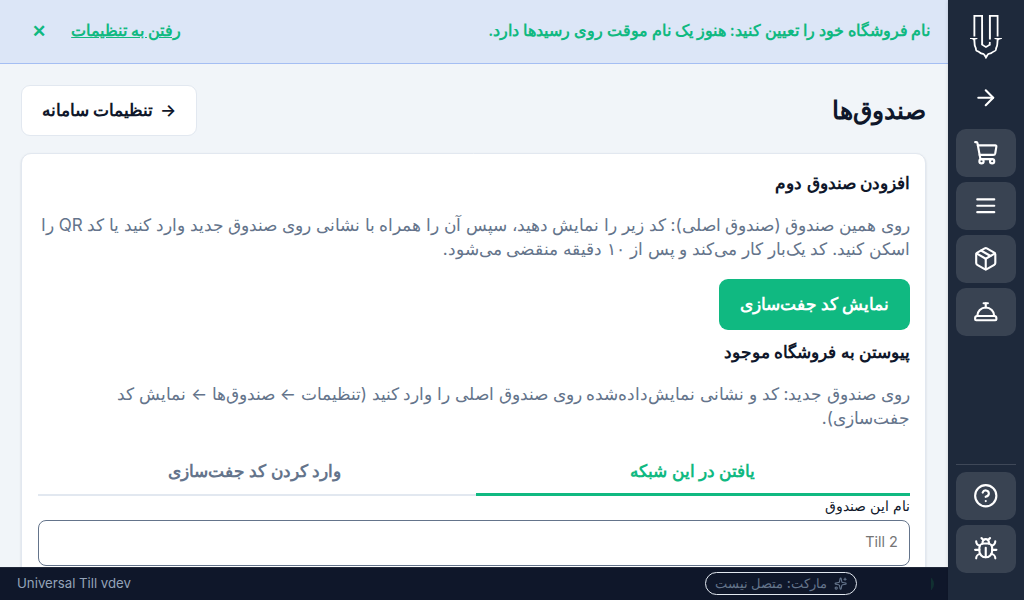 نام فروشگاه خود را تعیین کنید: هنوز یک نام موقت روی رسیدها دارد.
رفتن به تنظیمات
صندوق‌ها
تنظیمات سامانه
افزودن صندوق دوم
روی همین صندوق (صندوق اصلی): کد زیر را نمایش دهید، سپس آن را همراه با نشانی روی صندوق جدید وارد کنید یا کد QR را
اسکن کنید. کد یک‌بار کار می‌کند و پس از ۱۰ دقیقه منقضی می‌شود.
نمایش کد جفت‌سازی
پیوستن به فروشگاه موجود
روی صندوق جدید: کد و نشانی نمایش‌داده‌شده روی صندوق اصلی را وارد کنید (تنظیمات ← صندوق‌ها ← نمایش کد
جفت‌سازی).
یافتن در این شبکه
وارد کردن کد جفت‌سازی
نام این صندوق
Till 2
مارکت: متصل نیست
Universal Till vdev